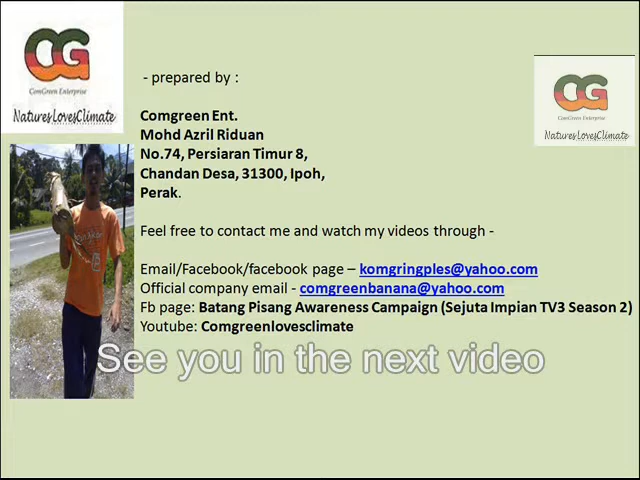 CG
ComGreen Enterprise
NaturesLovesClimate
- prepared by :
CG
ComGreen Enterprise
NaturesLovesClimate
Comgreen Ent.
Mohd Azril Riduan
No.74, Persiaran Timur 8,
Chandan Desa, 31300, Ipoh,
Perak.
Feel free to contact me and watch my videos through -
Email/Facebook/facebook page – komgringples@yahoo.com
Official company email - comgreenbanana@yahoo.com
Fb page: Batang Pisang Awareness Campaign (Sejuta Impian TV3 Season 2)
Youtube: Comgreenlovesclimate
See you in the next video